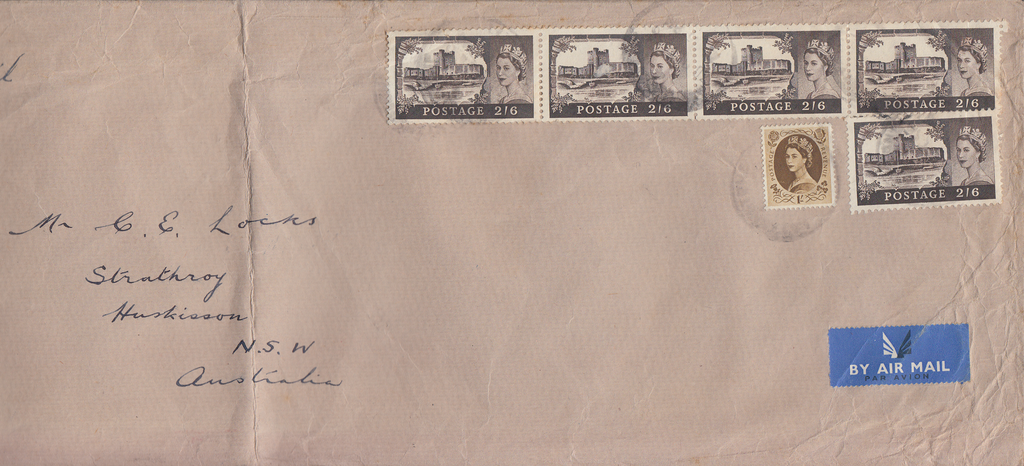 POSTAGE 2/6 POSTAGE 2/6 POSTAGE 2/6 POSTAGE 2/6
1/- POSTAGE 2/6
Mr C. E. Locks
Strathroy
Huskisson
N.S.W
Australia
BY AIR MAIL
PAR AVION